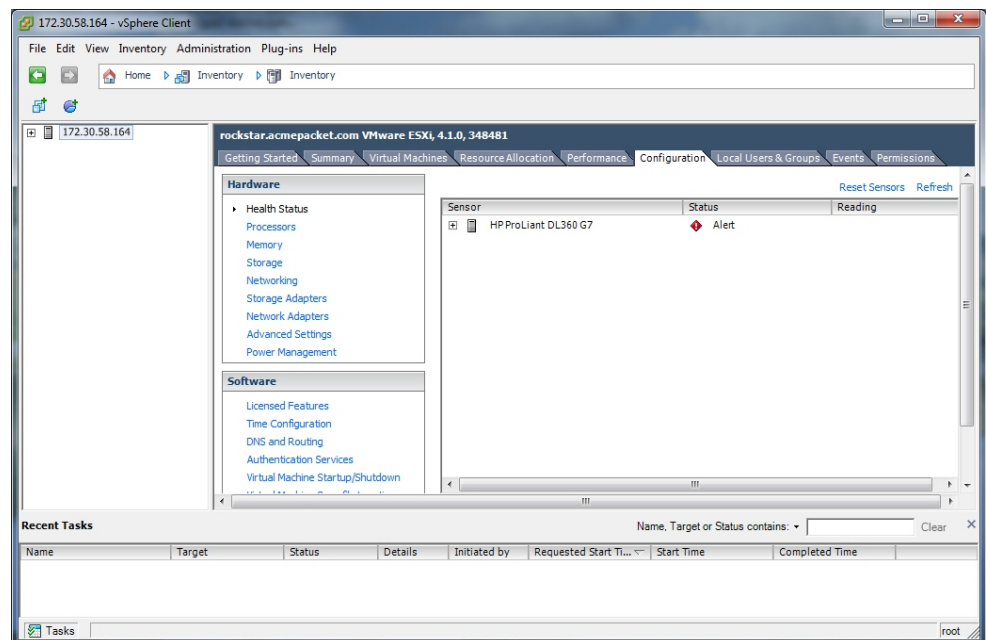 172.30.58.164 - vSphere Client
File Edit View Inventory Administration Plug-ins Help
Home Inventory Inventory
172.30.58.164
rockstar.acmepacket.com VMware ESXi, 4.1.0, 348481
Getting Started Summary Virtual Machines Resource Allocation Performance Configuration Local Users & Groups Events Permissions
Hardware
Health Status
Processors
Memory
Storage
Networking
Storage Adapters
Network Adapters
Advanced Settings
Power Management
Software
Licensed Features
Time Configuration
DNS and Routing
Authentication Services
Virtual Machine Startup/Shutdown
Reset Sensors Refresh
Sensor Status Reading
HP ProLiant DL360 G7 Alert
Recent Tasks
Name, Target or Status contains: Clear
Name Target Status Details Initiated by Requested Start Ti... Start Time Completed Time
Tasks root